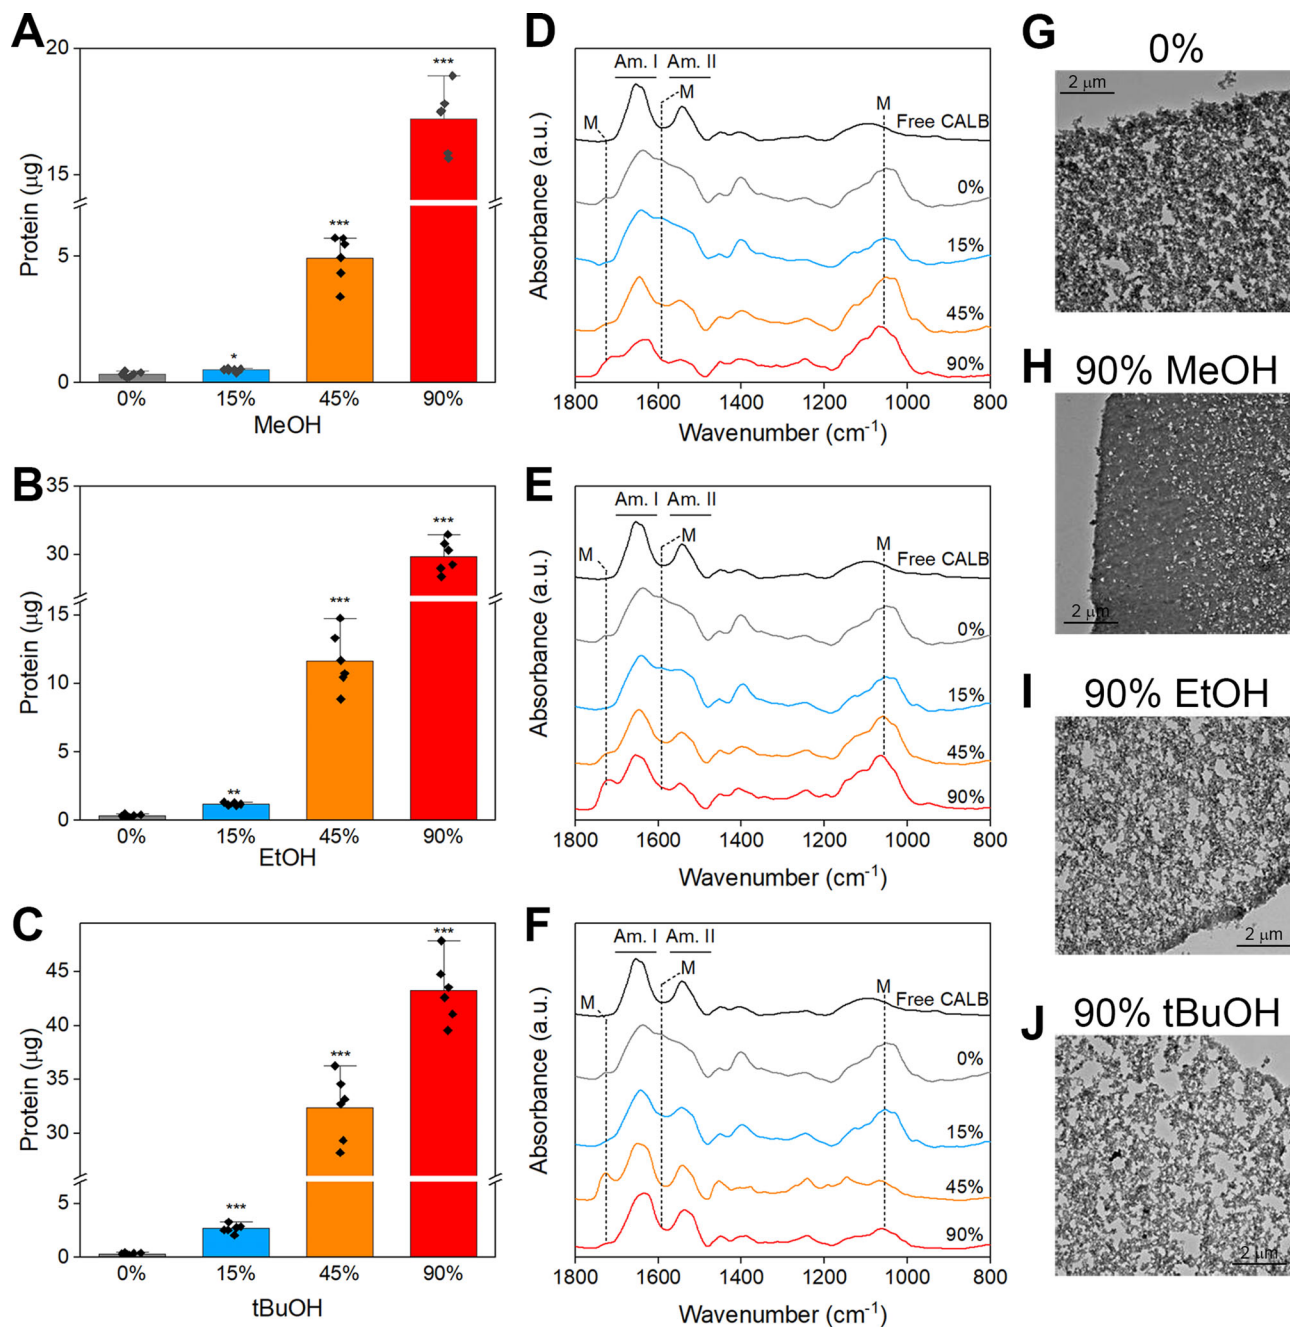 A
Protein (µg)
20
15
5
0
***
***
*
0% 15% 45% 90%
MeOH
B
Protein (µg)
35
30
15
10
5
0
***
***
**
0% 15% 45% 90%
EtOH
C
Protein (µg)
45
40
35
30
5
0
***
***
***
0% 15% 45% 90%
tBuOH
D
Absorbance (a.u.)
Am. I Am. II
M M M
Free CALB
0%
15%
45%
90%
1800 1600 1400 1200 1000 800
Wavenumber (cm⁻¹)
E
Absorbance (a.u.)
Am. I Am. II
M M M
Free CALB
0%
15%
45%
90%
1800 1600 1400 1200 1000 800
Wavenumber (cm⁻¹)
F
Absorbance (a.u.)
Am. I Am. II
M M M
Free CALB
0%
15%
45%
90%
1800 1600 1400 1200 1000 800
Wavenumber (cm⁻¹)
G 0%
2 µm
H 90% MeOH
2 µm
I 90% EtOH
2 µm
J 90% tBuOH
2 µm